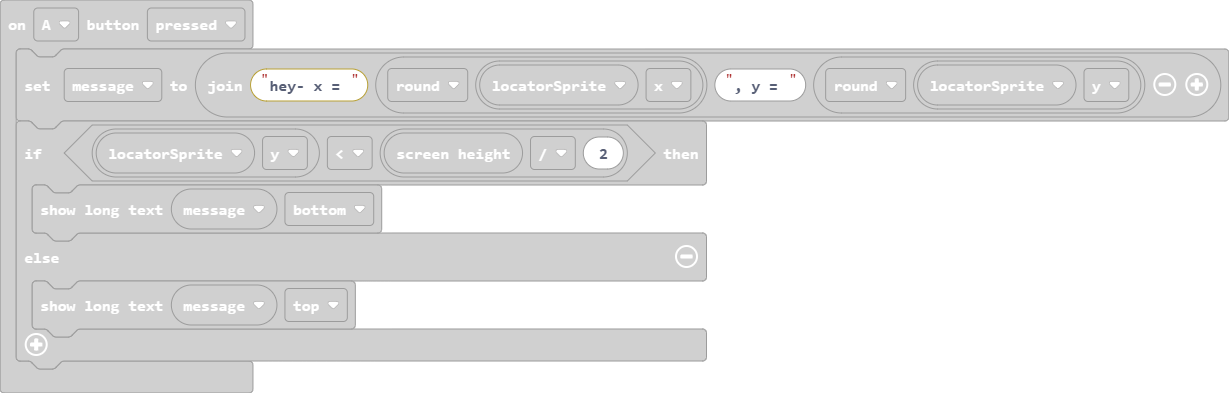 on A button pressed
set message to join "hey- x = " round locatorSprite x ", y = " round locatorSprite y
if locatorSprite y < screen height / 2 then
show long text message bottom
else
show long text message top